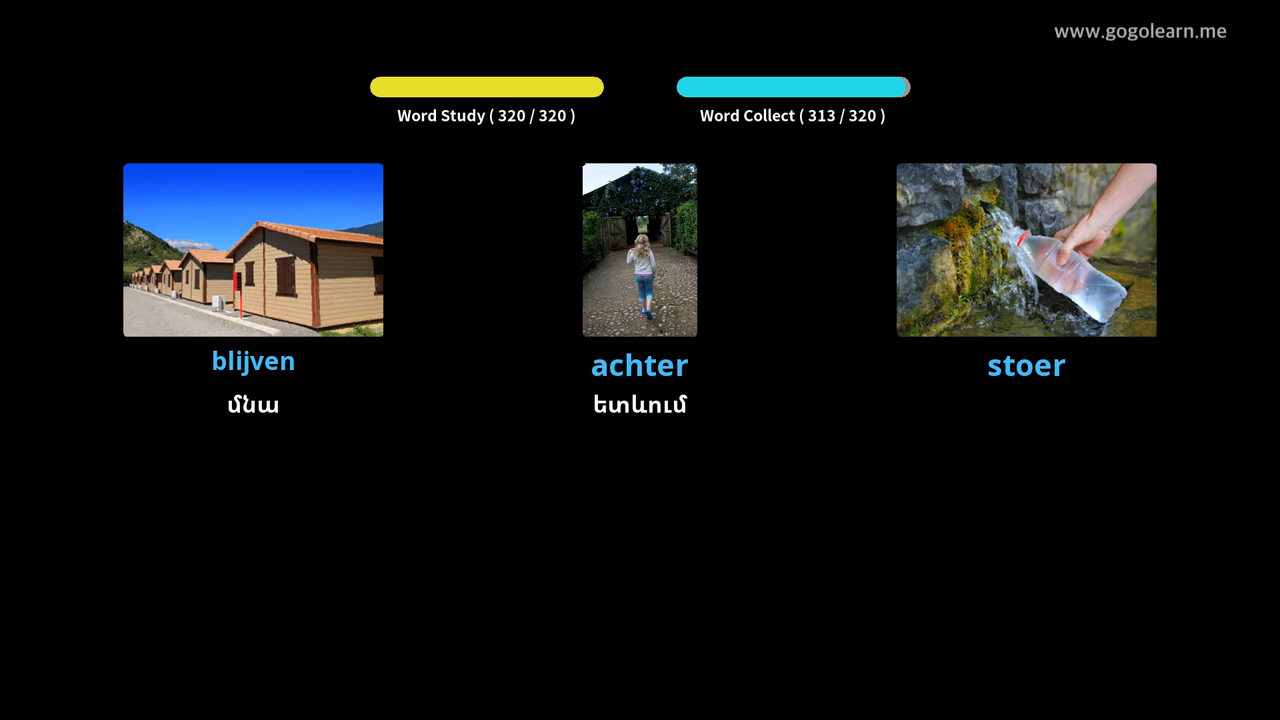 www.gogolearn.me
Word Study ( 320 / 320 )
Word Collect ( 313 / 320 )
blijven
achter
stoer
մնա
ետևում